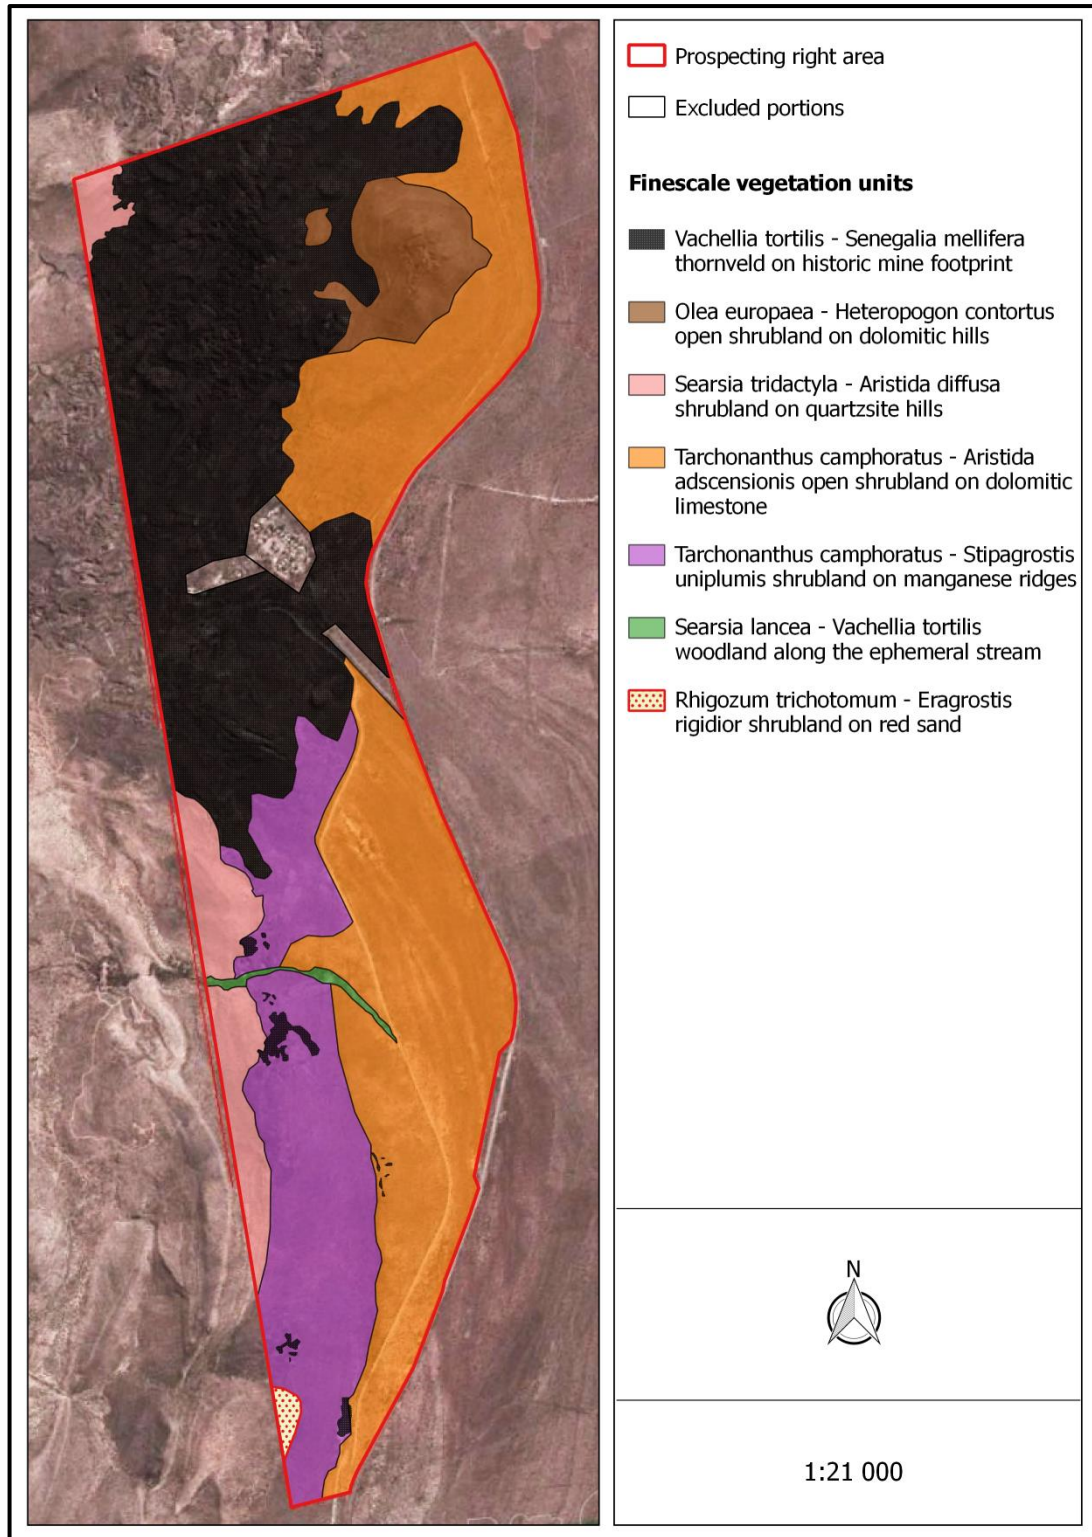 Prospecting right area
Excluded portions
Finescale vegetation units
Vachellia tortilis - Senegalia mellifera
thornveld on historic mine footprint
Olea europaea - Heteropogon contortus
open shrubland on dolomitic hills
Searsia tridactyla - Aristida diffusa
shrubland on quartzsite hills
Tarchonanthus camphoratus - Aristida
adscensionis open shrubland on dolomitic
limestone
Tarchonanthus camphoratus - Stipagrostis
uniplumis shrubland on manganese ridges
Searsia lancea - Vachellia tortilis
woodland along the ephemeral stream
Rhigozum trichotomum - Eragrostis
rigidior shrubland on red sand
N
1:21 000